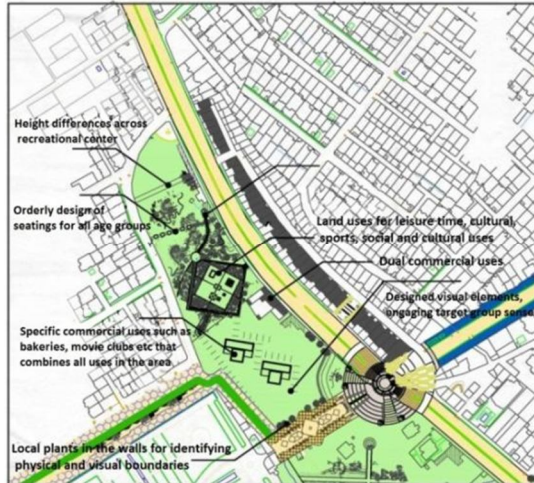 Height differences across
recreational center
Orderly design of
seatings for all age groups
Land uses for leisure time, cultural,
sports, social and cultural uses
Dual commercial uses
Designed visual elements,
engaging target group sense
Specific commercial uses such as
bakeries, movie clubs etc that
combines all uses in the area
Local plants in the walls for identifying
physical and visual boundaries